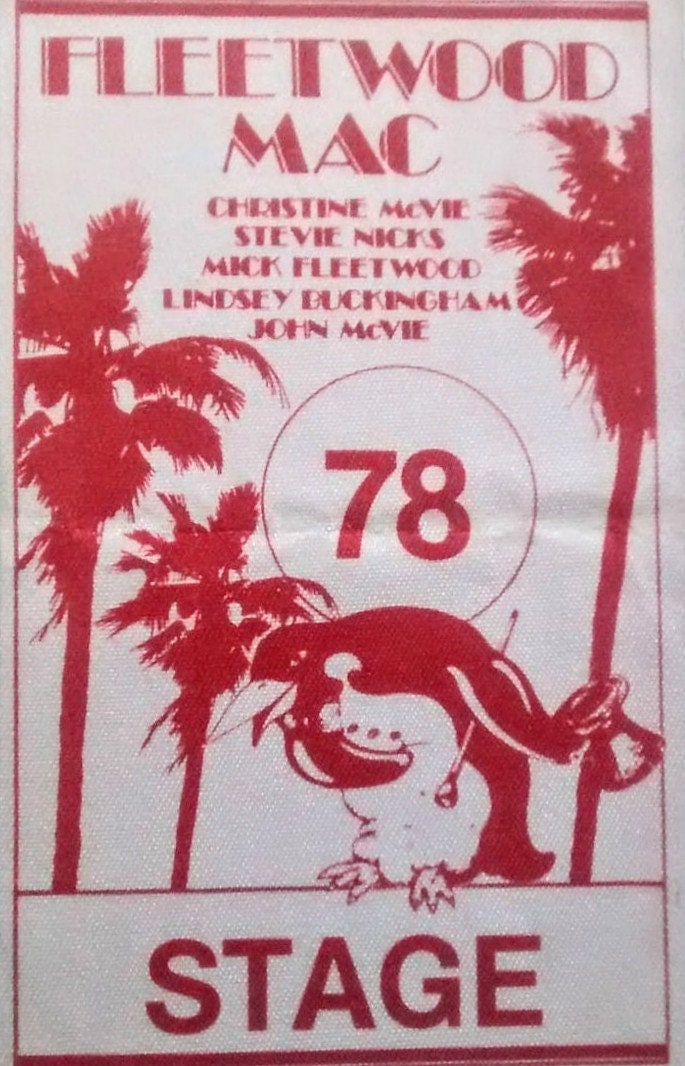 FLEETWOOD
MAC
CHRISTINE McVIE
STEVIE NICKS
MICK FLEETWOOD
LINDSEY BUCKINGHAM
JOHN McVIE
78
STAGE